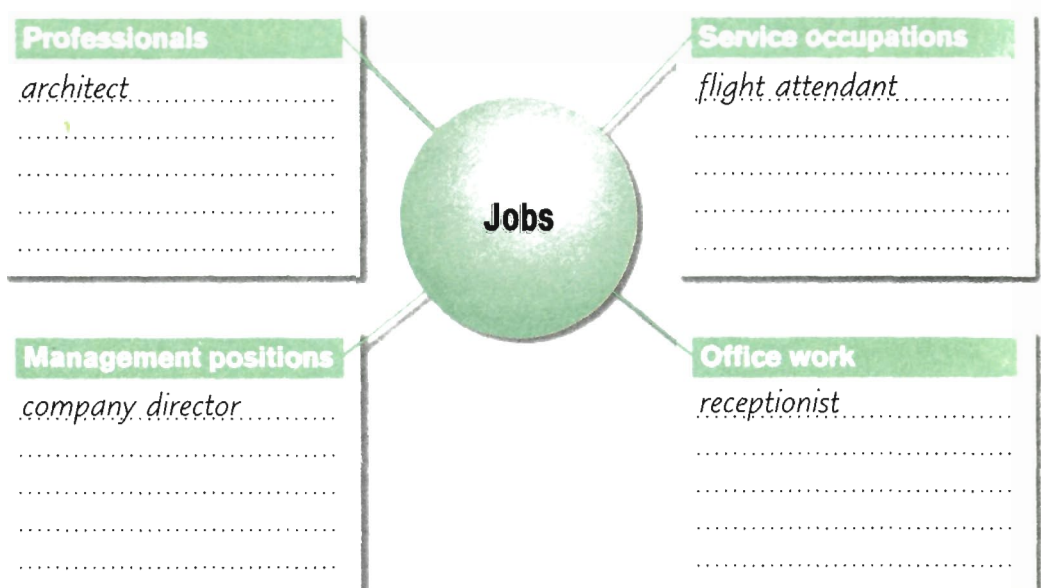 Professionals
architect
Service occupations
flight attendant
Jobs
Management positions
company director
Office work
receptionist